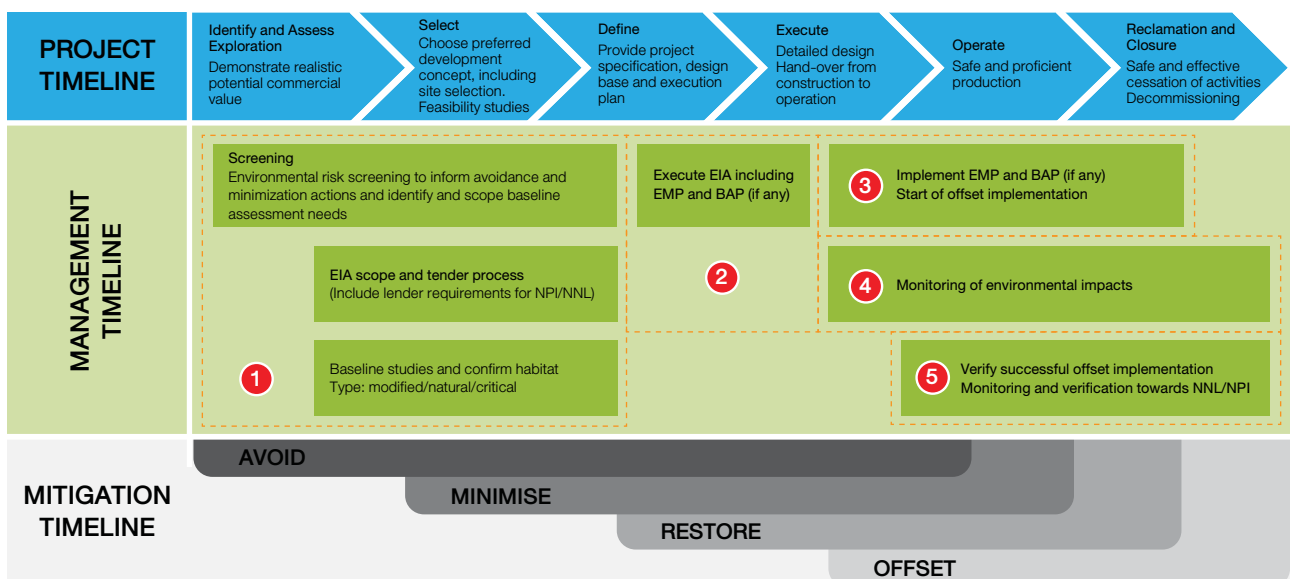 PROJECT
TIMELINE
Identify and Assess
Exploration
Demonstrate realistic
potential commercial
value
Select
Choose preferred
development
concept, including
site selection.
Feasibility studies
Define
Provide project
specification, design
base and execution
plan
Execute
Detailed design
Hand-over from
construction to
operation
Operate
Safe and proficient
production
Reclamation and
Closure
Safe and effective
cessation of activities
Decommissioning
MANAGEMENT
TIMELINE
Screening
Environmental risk screening to inform avoidance and
minimization actions and identify and scope baseline
assessment needs
EIA scope and tender process
(Include lender requirements for NPI/NNL)
1
Baseline studies and confirm habitat
Type: modified/natural/critical
Execute EIA including
EMP and BAP (if any)
2
3
Implement EMP and BAP (if any)
Start of offset implementation
4
Monitoring of environmental impacts
5
Verify successful offset implementation
Monitoring and verification towards NNL/NPI
MITIGATION
TIMELINE
AVOID
MINIMISE
RESTORE
OFFSET